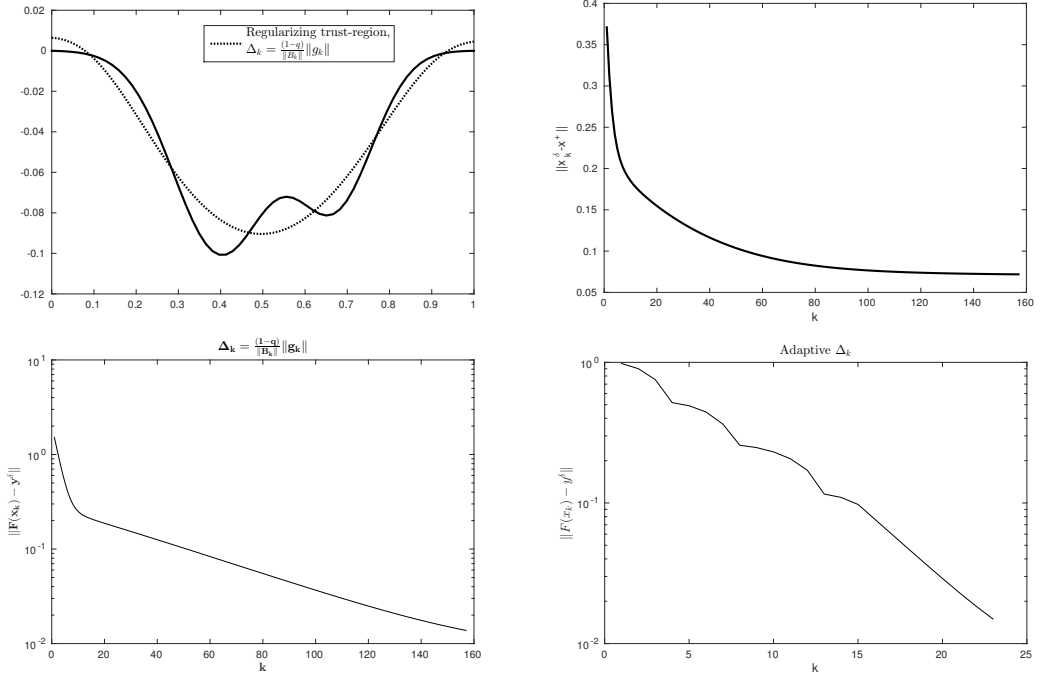 0
0.02
0
-0.02
-0.04
-0.06
-0.08
-0.1
-0.12
0 0.1 0.2 0.3 0.4 0.5 0.6 0.7 0.8 0.9 1
Regularizing trust-region,
Δ_k = (1−q)/‖B_k‖ ‖g_k‖
0.4
0.35
0.3
0.25
0.2
0.15
0.1
0.05
0 20 40 60 80 100 120 140 160
||x_k^δ-x^+||
k
Δ_k = (1−q)/‖B_k‖ ‖g_k‖
10^1
10^0
10^-1
10^-2
0 20 40 60 80 100 120 140 160
||F(x_k) − y^δ||
k
Adaptive Δ_k
10^0
10^-1
10^-2
0 5 10 15 20 25
||F(x_k) − y^δ||
k